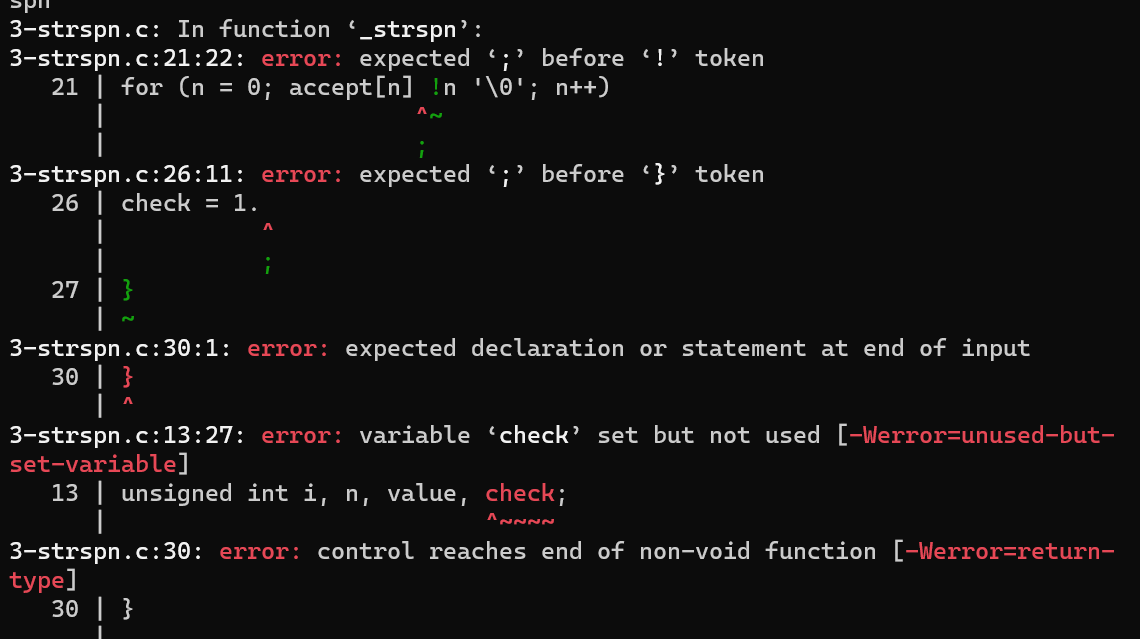 spn
3-strspn.c: In function ‘_strspn’:
3-strspn.c:21:22: error: expected ‘;’ before ‘!’ token
   21 | for (n = 0; accept[n] !n '\0'; n++)
      |                      ^~
      |                      ;
3-strspn.c:26:11: error: expected ‘;’ before ‘}’ token
   26 | check = 1.
      |           ^
      |           ;
   27 | }
      | ~
3-strspn.c:30:1: error: expected declaration or statement at end of input
   30 | }
      | ^
3-strspn.c:13:27: error: variable ‘check’ set but not used [-Werror=unused-but-
set-variable]
   13 | unsigned int i, n, value, check;
      |                           ^~~~~
3-strspn.c:30: error: control reaches end of non-void function [-Werror=return-
type]
   30 | }
      |